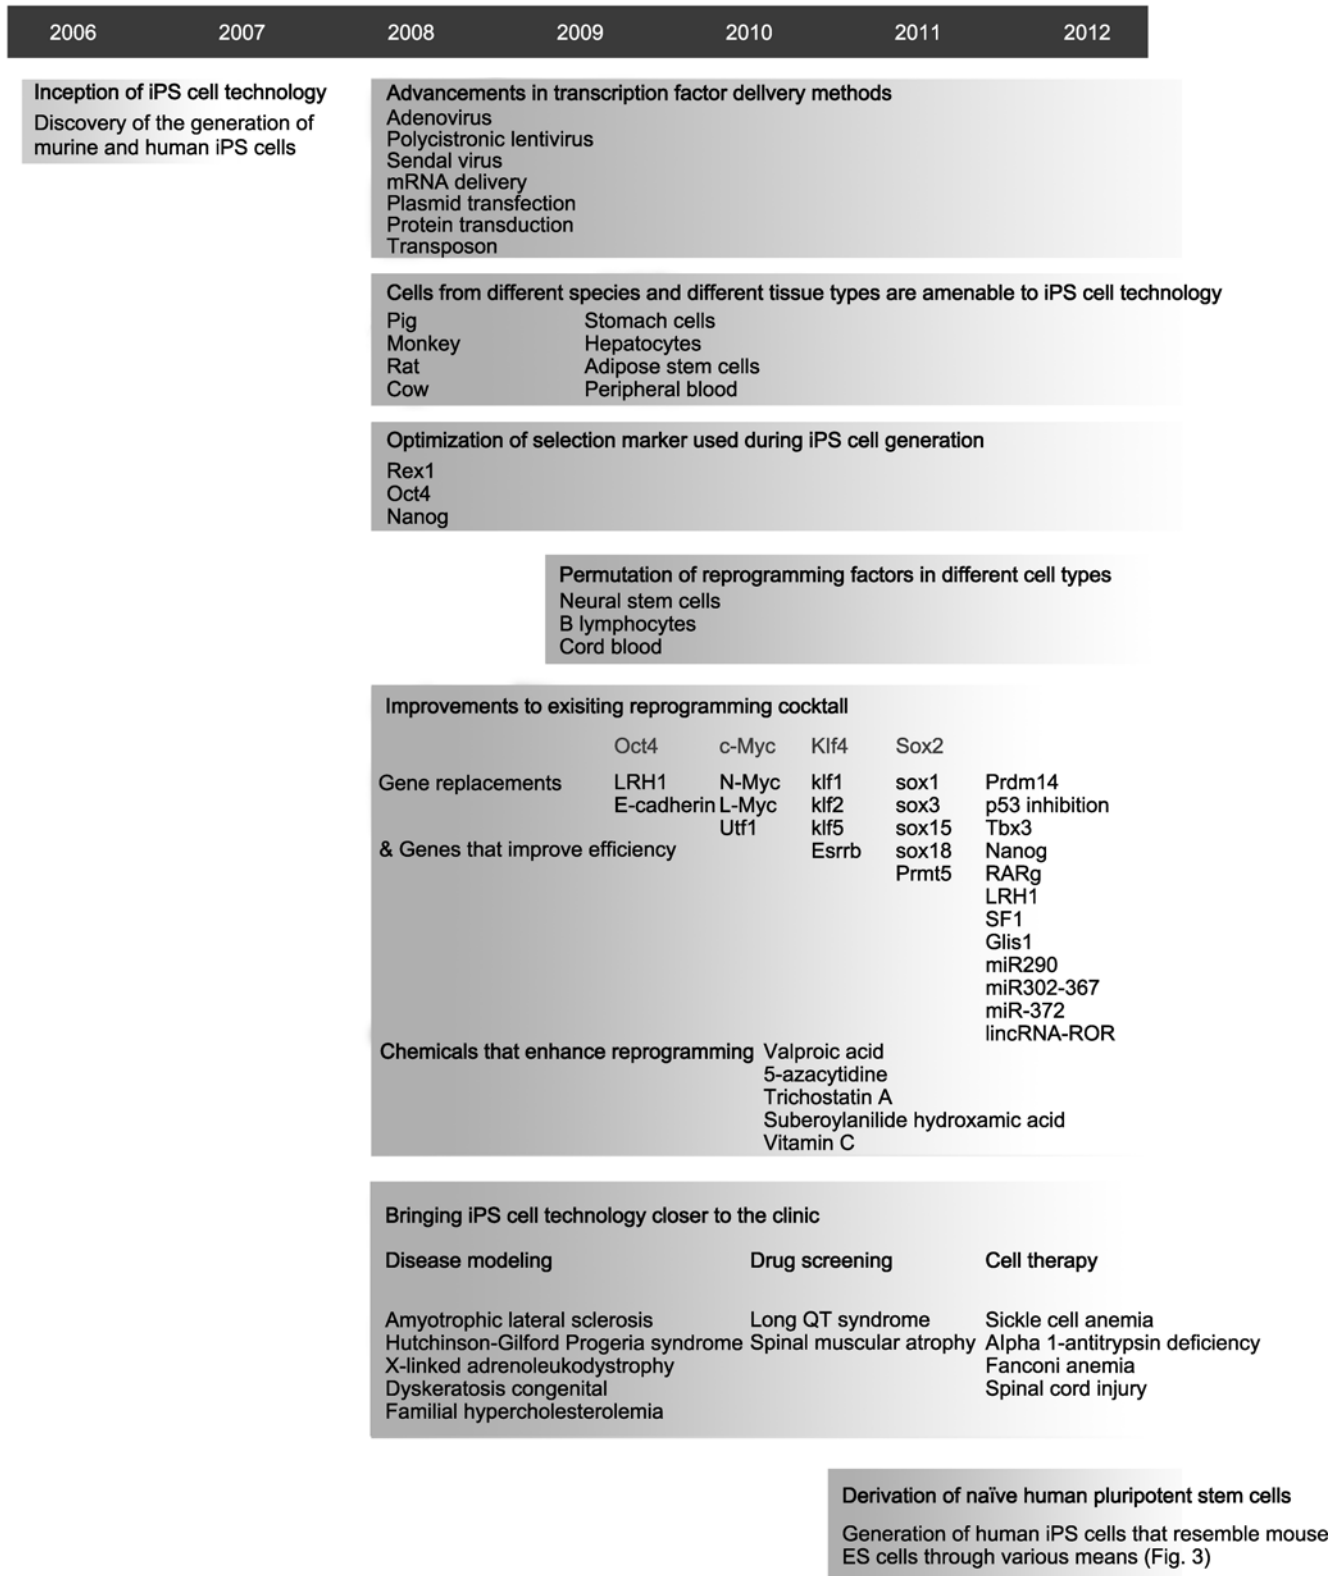 2006 2007 2008 2009 2010 2011 2012
Inception of iPS cell technology
Discovery of the generation of
murine and human iPS cells
Advancements in transcription factor dellvery methods
Adenovirus
Polycistronic lentivirus
Sendal virus
mRNA delivery
Plasmid transfection
Protein transduction
Transposon
Cells from different species and different tissue types are amenable to iPS cell technology
Pig Stomach cells
Monkey Hepatocytes
Rat Adipose stem cells
Cow Peripheral blood
Optimization of selection marker used during iPS cell generation
Rex1
Oct4
Nanog
Permutation of reprogramming factors in different cell types
Neural stem cells
B lymphocytes
Cord blood
Improvements to exisiting reprogramming cocktall
Oct4 c-Myc Klf4 Sox2
Gene replacements LRH1 N-Myc klf1 sox1 Prdm14
E-cadherin L-Myc klf2 sox3 p53 inhibition
Utf1 klf5 sox15 Tbx3
& Genes that improve efficiency Esrrb sox18 Nanog
Prmt5 RARg
LRH1
SF1
Glis1
miR290
miR302-367
miR-372
lincRNA-ROR
Chemicals that enhance reprogramming Valproic acid
5-azacytidine
Trichostatin A
Suberoylanilide hydroxamic acid
Vitamin C
Bringing iPS cell technology closer to the clinic
Disease modeling Drug screening Cell therapy
Amyotrophic lateral sclerosis Long QT syndrome Sickle cell anemia
Hutchinson-Gilford Progeria syndrome Spinal muscular atrophy Alpha 1-antitrypsin deficiency
X-linked adrenoleukodystrophy Fanconi anemia
Dyskeratosis congenital Spinal cord injury
Familial hypercholesterolemia
Derivation of naïve human pluripotent stem cells
Generation of human iPS cells that resemble mouse
ES cells through various means (Fig. 3)